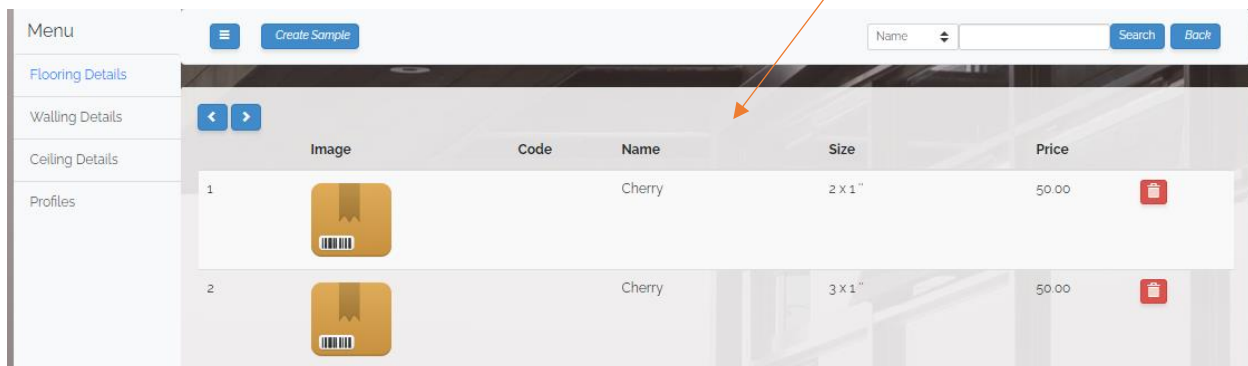 Menu
Create Sample
Name
Search
Back
Flooring Details
Walling Details
Ceiling Details
Profiles
Image Code Name Size Price
1 Cherry 2 x 1 " 50.00
2 Cherry 3 x 1 " 50.00